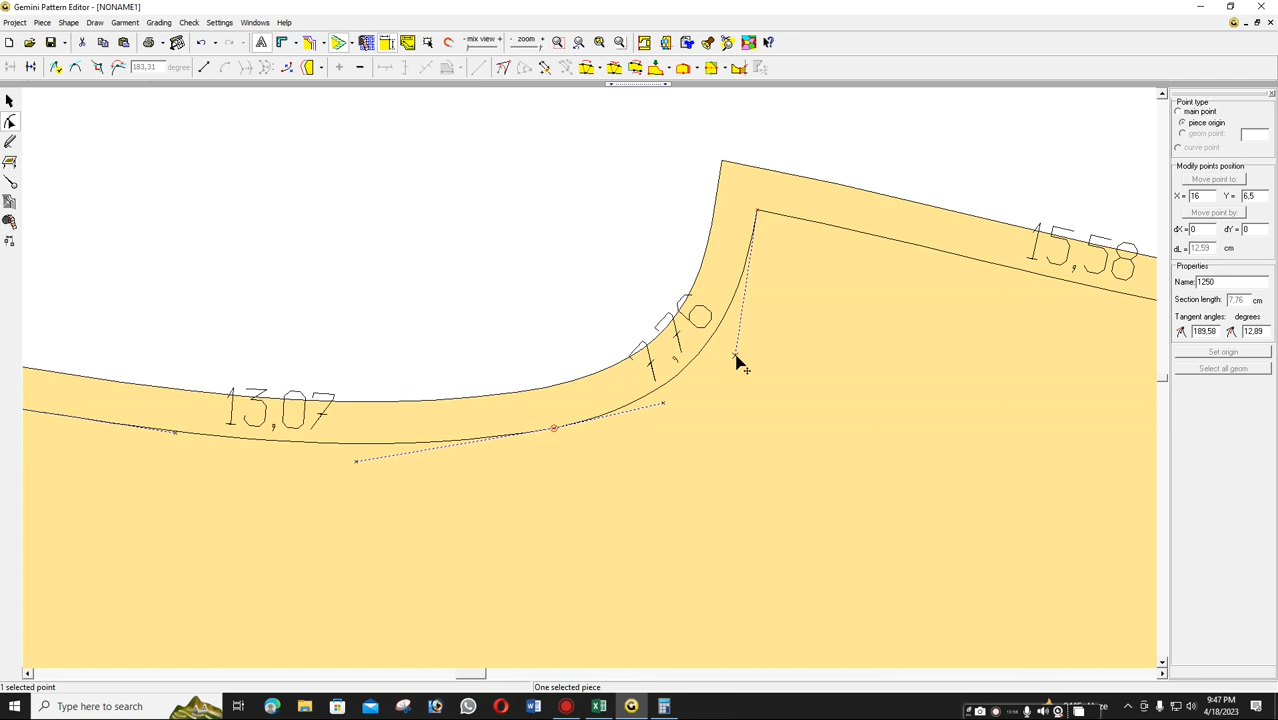 Gemini Pattern Editor - [NONAME1]
Project Piece Shape Draw Garment Grading Check Settings Windows Help
- mix view + - zoom +
183,31 degree
Point type
main point
piece origin
geom point:
curve point
Modify points position
Move point to:
X= 16 Y= 6,5
Move point by:
dX= 0 dY= 0
dL= 12,59 cm
Properties
Name: 1250
Section length: 7,76 cm
Tangent angles: degrees
189,58 12,89
Set origin
Select all geom
15,58
7,76
13,07
1 selected point One selected piece
Type here to search
9:47 PM
4/18/2023